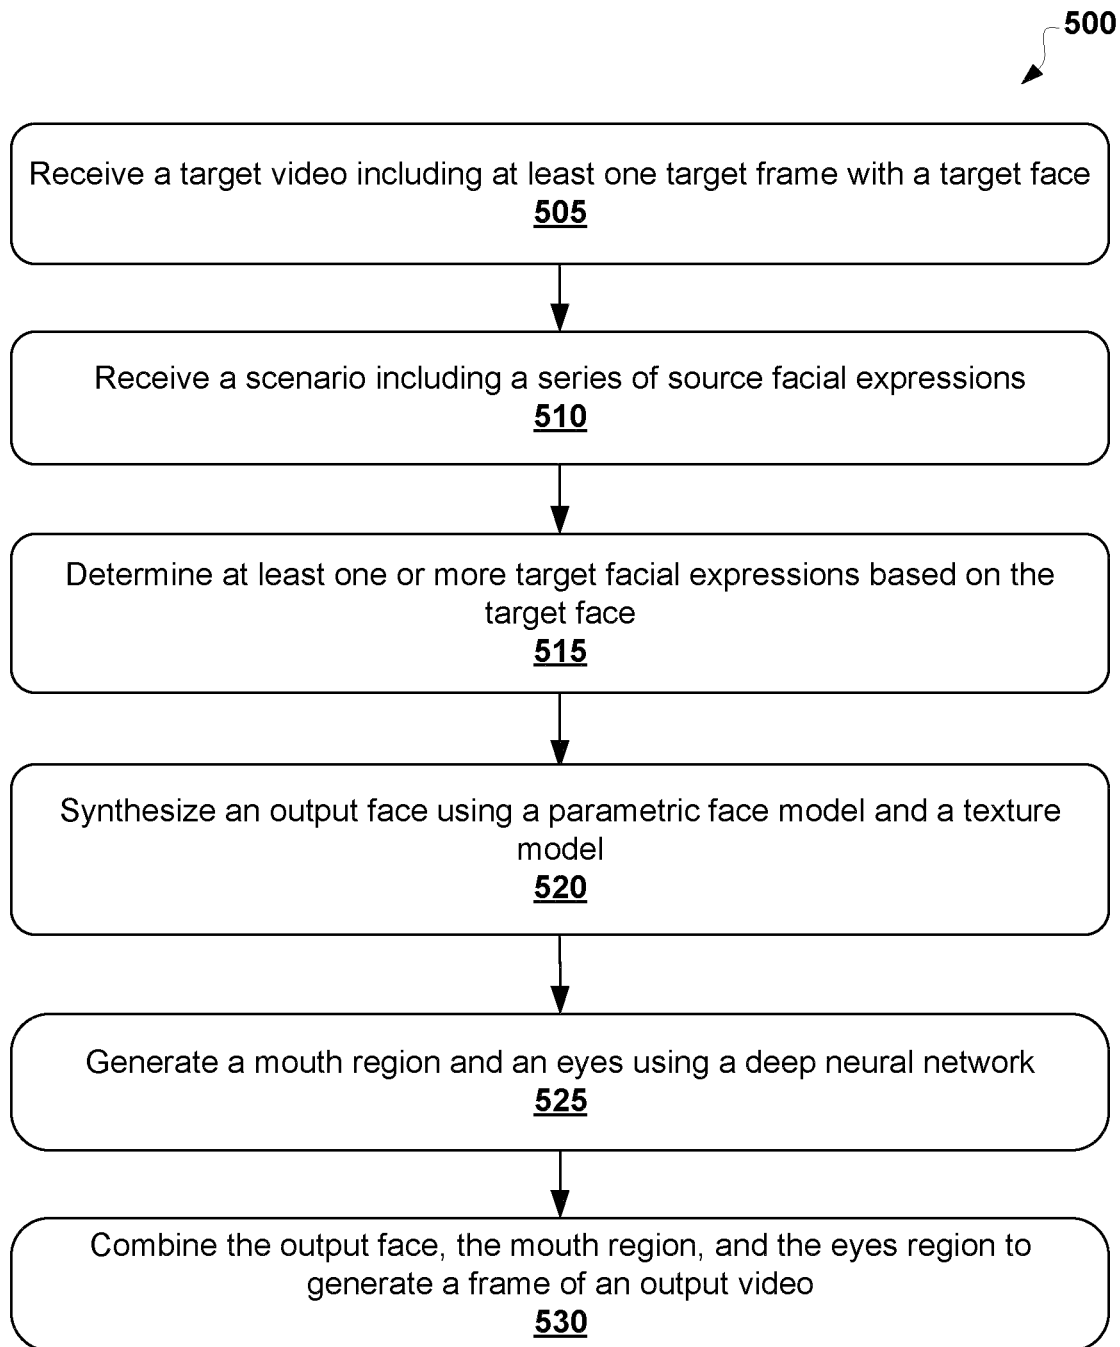 500
Receive a target video including at least one target frame with a target face
505
Receive a scenario including a series of source facial expressions
510
Determine at least one or more target facial expressions based on the
target face
515
Synthesize an output face using a parametric face model and a texture
model
520
Generate a mouth region and an eyes using a deep neural network
525
Combine the output face, the mouth region, and the eyes region to
generate a frame of an output video
530